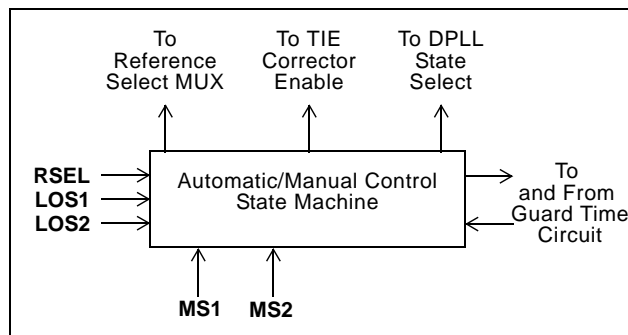 To
Reference
Select MUX
To TIE
Corrector
Enable
To DPLL
State
Select
RSEL
LOS1
LOS2
Automatic/Manual Control
State Machine
To
and From
Guard Time
Circuit
MS1
MS2